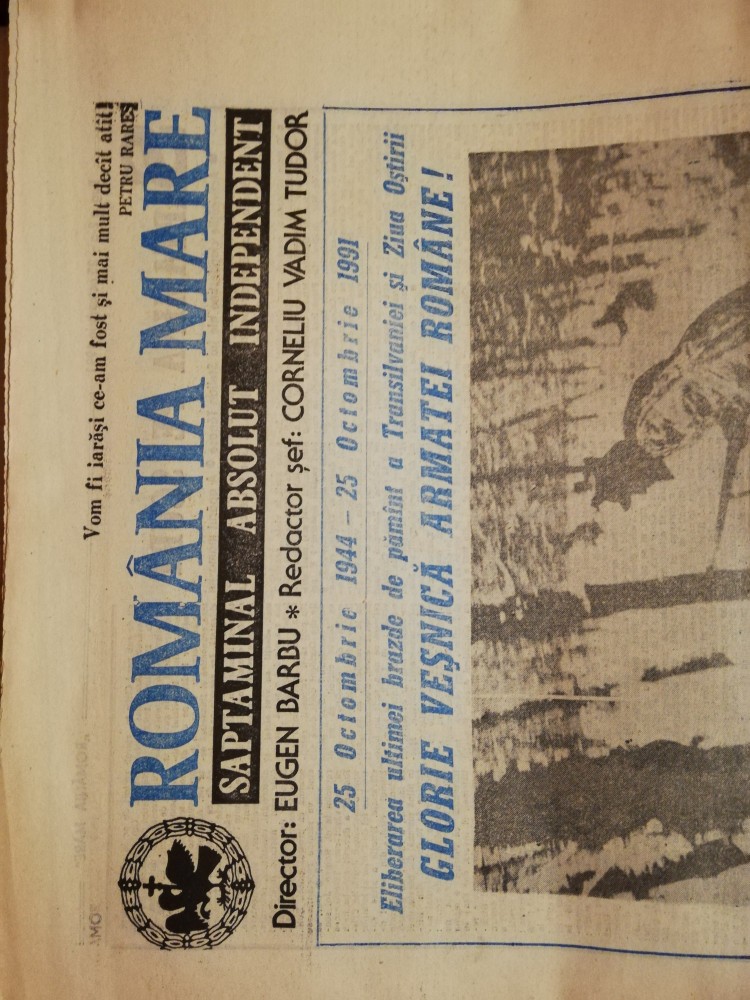 Vom fi iarăşi ce-am fost şi mai mult decît atît!
PETRU RAREŞ
ROMÂNIA MARE
SAPTAMINAL ABSOLUT INDEPENDENT
Director: EUGEN BARBU * Redactor şef: CORNELIU VADIM TUDOR
25 Octombrie 1944 – 25 Octombrie 1991
Eliberarea ultimei brazde de pămînt a Transilvaniei şi Ziua Oştirii
GLORIE VEŞNICĂ ARMATEI ROMÂNE!